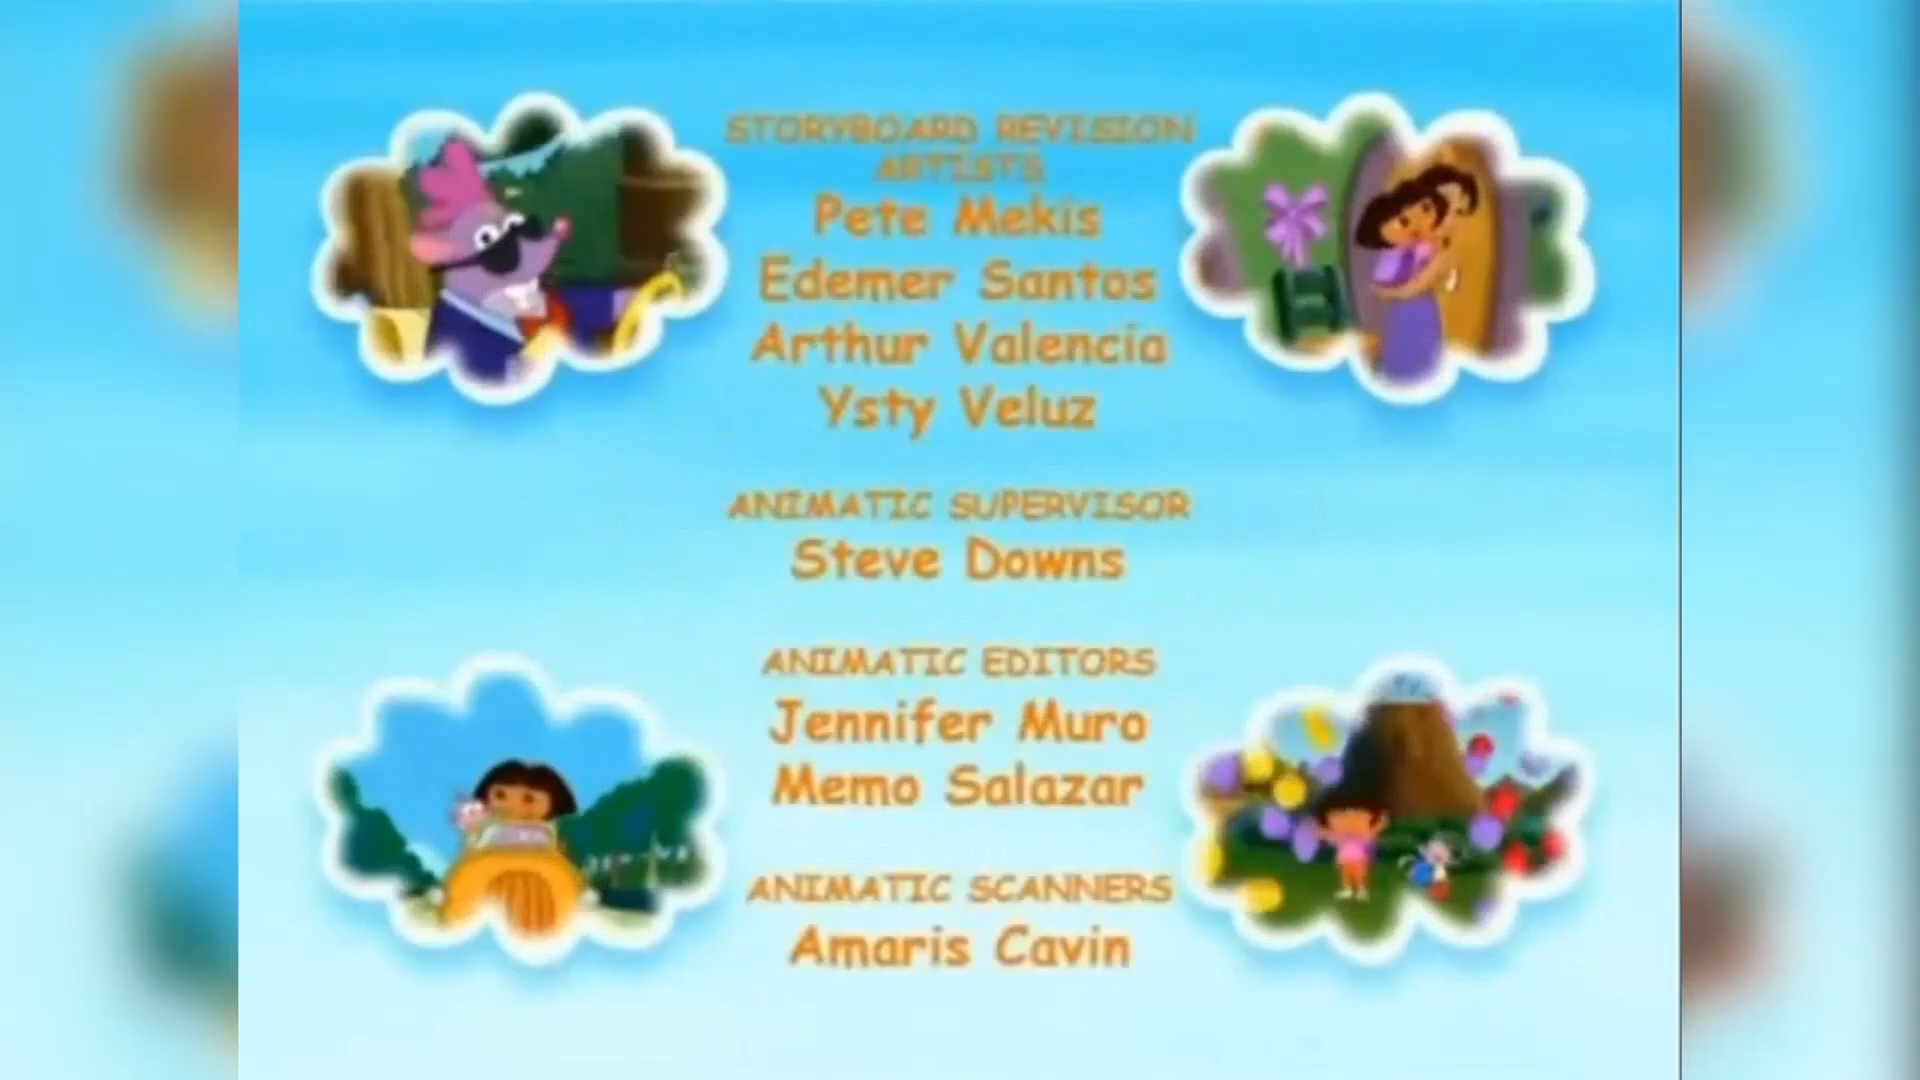 STORYBOARD REVISION
ARTISTS
Pete Mekis
Edemer Santos
Arthur Valencia
Ysty Veluz
ANIMATIC SUPERVISOR
Steve Downs
ANIMATIC EDITORS
Jennifer Muro
Memo Salazar
ANIMATIC SCANNERS
Amaris Cavin